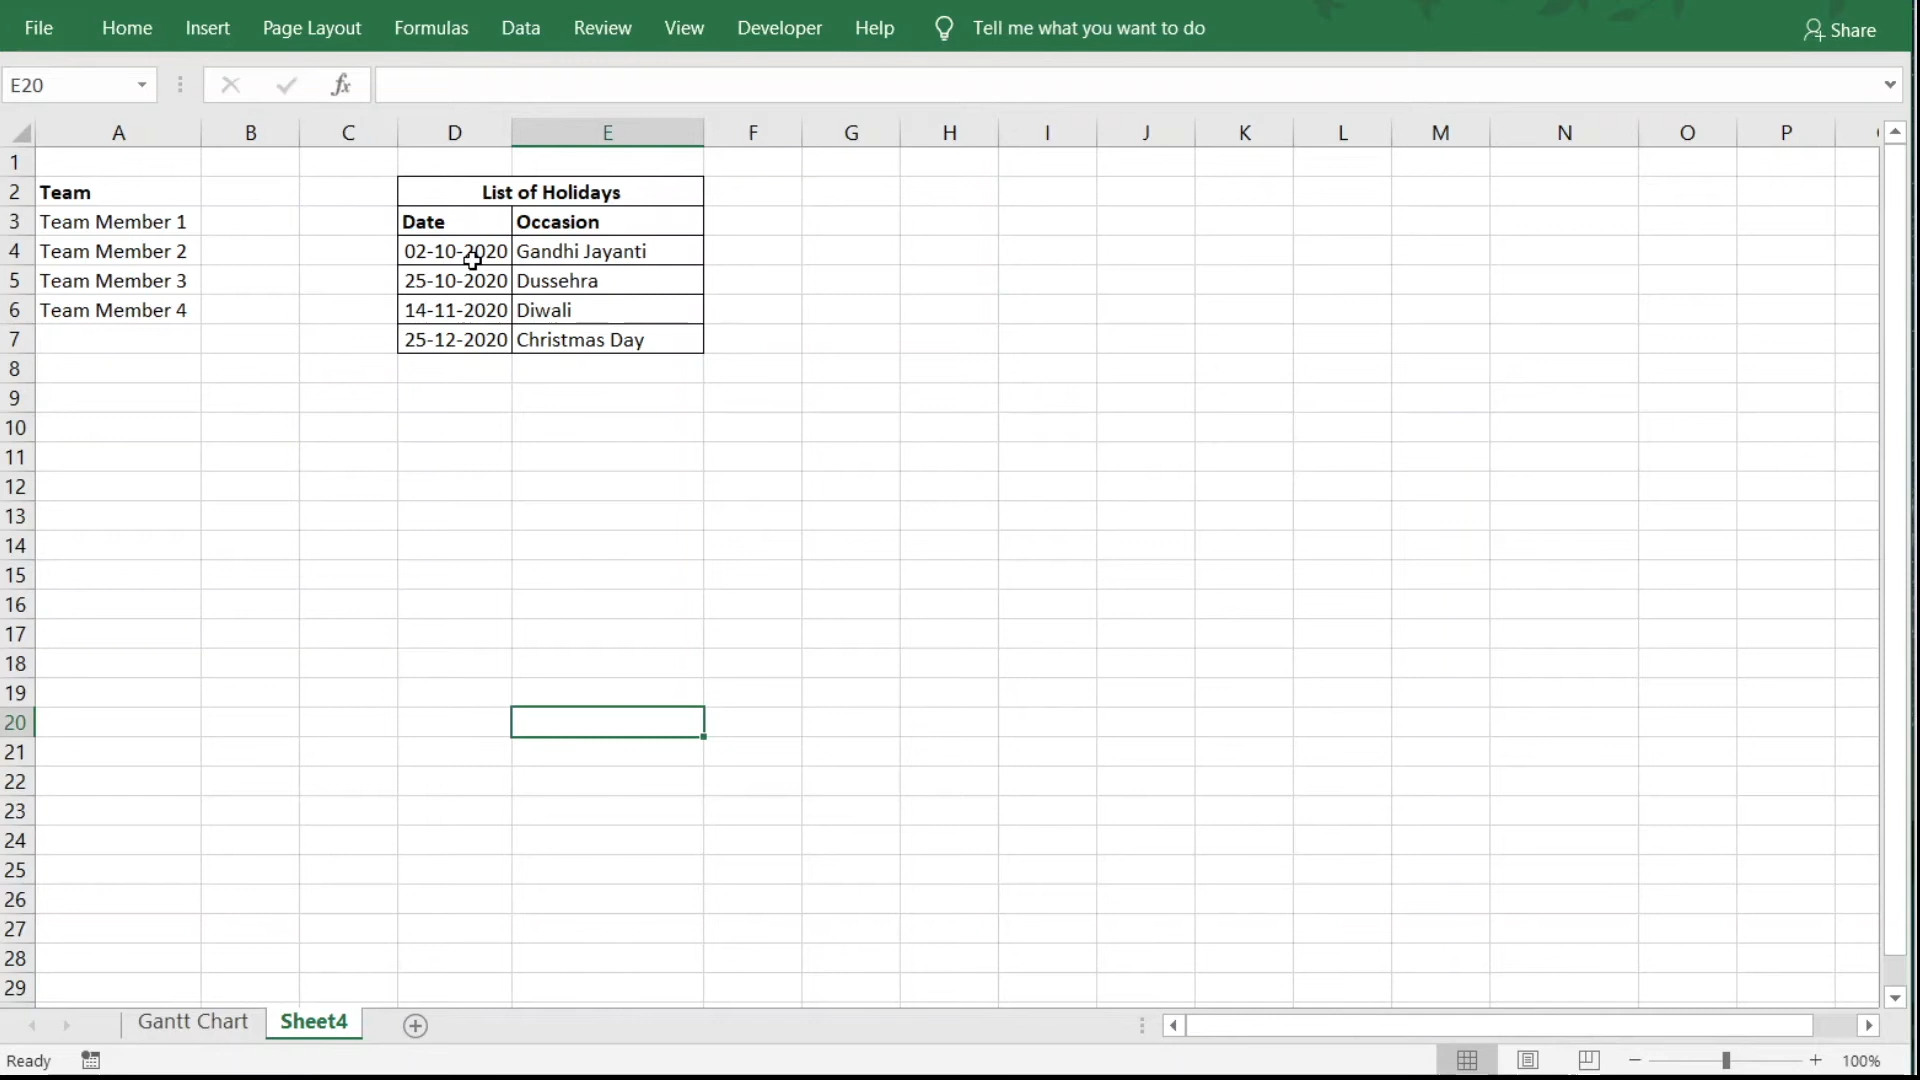 File Home Insert Page Layout Formulas Data Review View Developer Help Tell me what you want to do Share
E20 fx
A B C D E F G H I J K L M N O P
1
2 Team List of Holidays
3 Team Member 1 Date Occasion
4 Team Member 2 02-10-2020 Gandhi Jayanti
5 Team Member 3 25-10-2020 Dussehra
6 Team Member 4 14-11-2020 Diwali
7 25-12-2020 Christmas Day
8
9
10
11
12
13
14
15
16
17
18
19
20
21
22
23
24
25
26
27
28
29
Gantt Chart Sheet4
Ready 100%